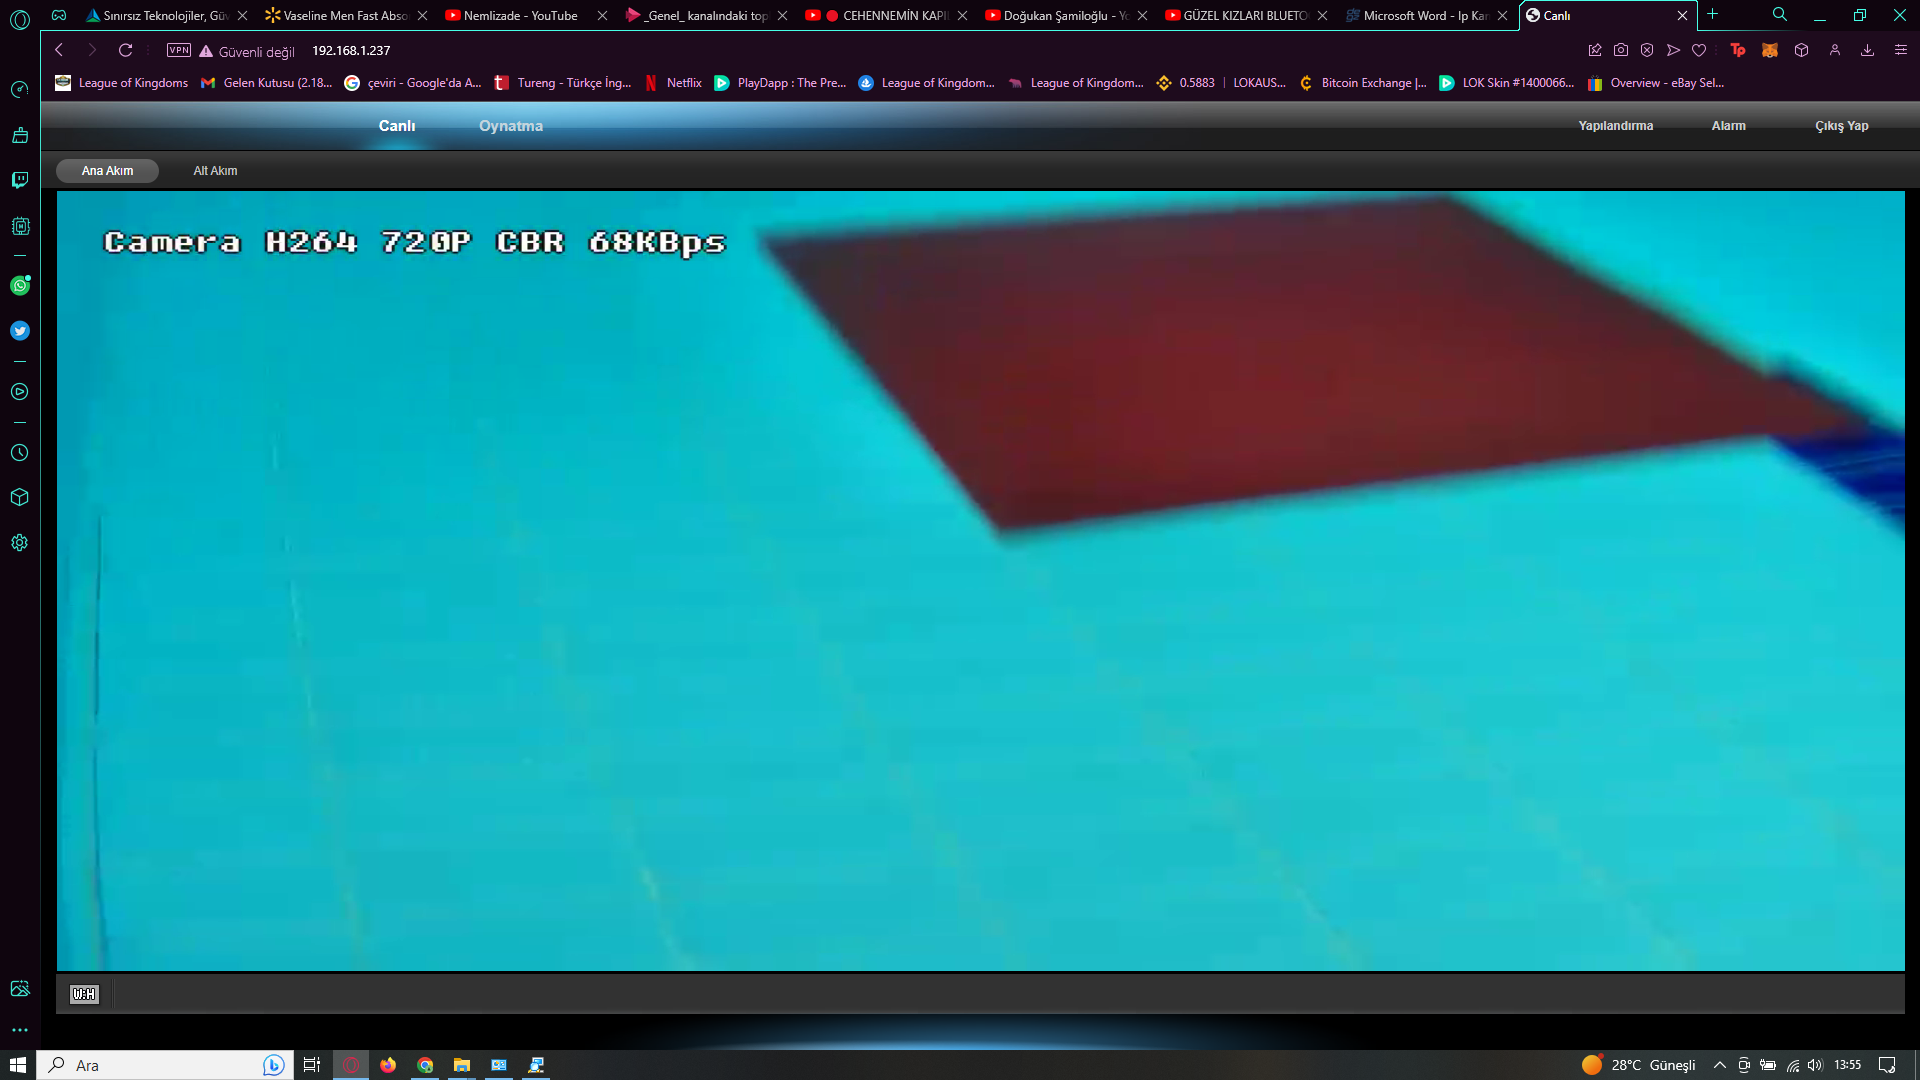 Sınırsız Teknolojiler, Gü
Vaseline Men Fast Abso
Nemlizade - YouTube
_Genel_ kanalındaki top
CEHENNEMİN KAPI
Doğukan Şamiloğlu - Yo
GÜZEL KIZLARI BLUETO
Microsoft Word - Ip Ka
Canlı
VPN
Güvenli değil
192.168.1.237
League of Kingdoms
Gelen Kutusu (2.18...
çeviri - Google'da A...
Tureng - Türkçe İng...
Netflix
PlayDapp : The Pre...
League of Kingdom...
League of Kingdom...
0.5883 | LOKAUS...
Bitcoin Exchange |...
LOK Skin #1400066...
Overview - eBay Sel...
Canlı
Oynatma
Yapılandırma
Alarm
Çıkış Yap
Ana Akım
Alt Akım
Camera H264 720P CBR 68KBps
W:H
Ara
28°C Güneşli
13:55